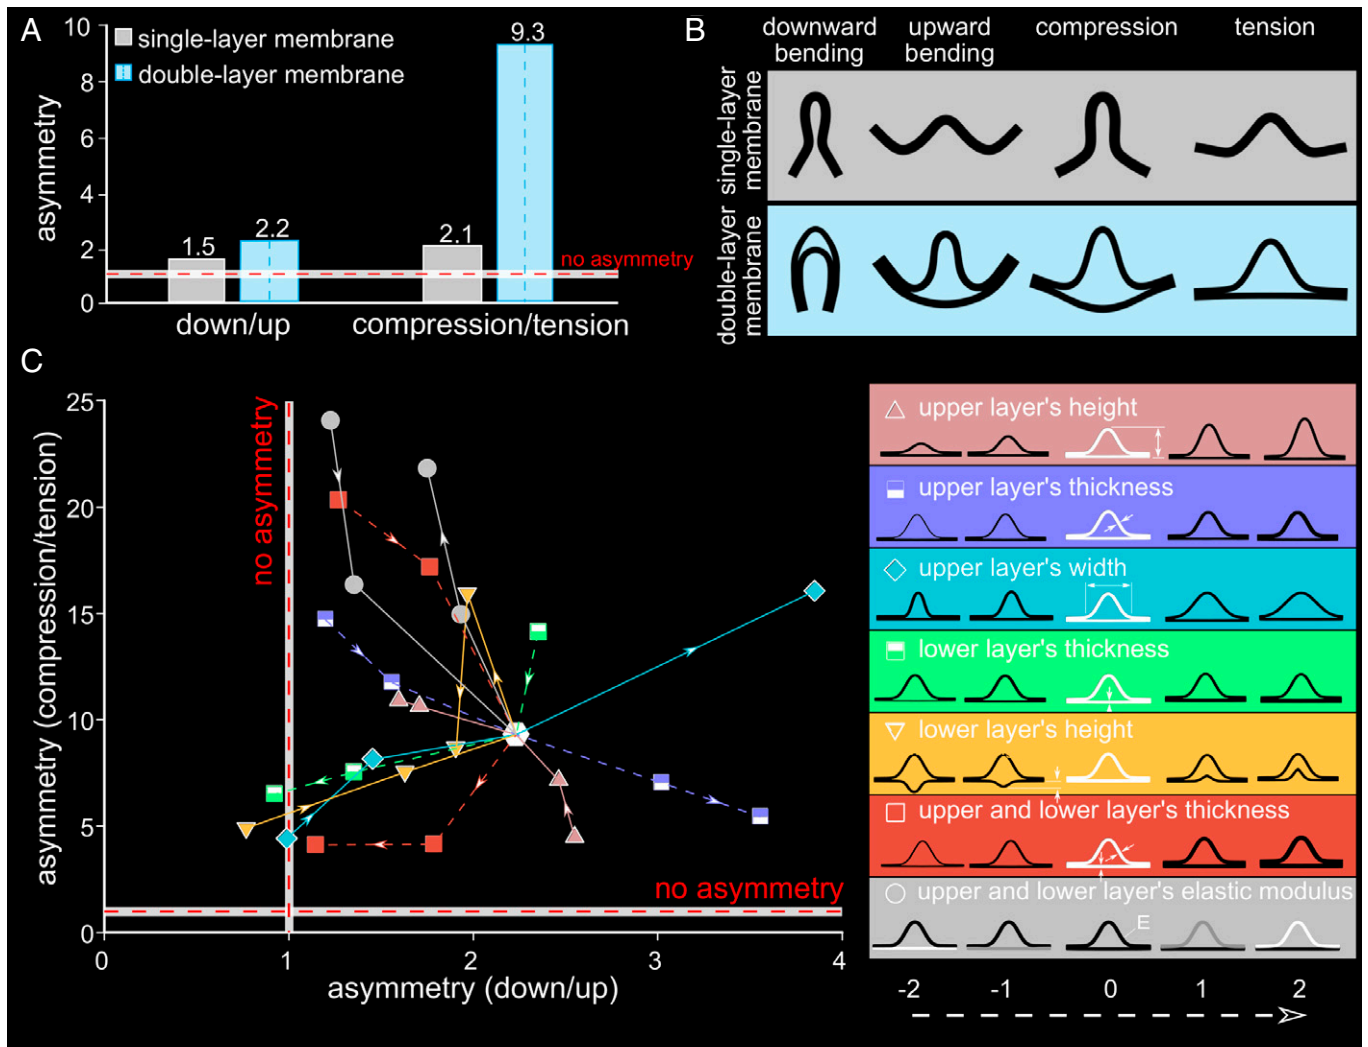 A
10
8
6
4
2
0
asymmetry
single-layer membrane
double-layer membrane
1.5
2.2
2.1
9.3
no asymmetry
down/up
compression/tension
B
downward
bending
upward
bending
compression
tension
single-layer
membrane
double-layer
membrane
C
25
20
15
10
5
0
asymmetry (compression/tension)
no asymmetry
no asymmetry
0
1
2
3
4
asymmetry (down/up)
upper layer's height
upper layer's thickness
upper layer's width
lower layer's thickness
lower layer's height
upper and lower layer's thickness
upper and lower layer's elastic modulus
E
-2
-1
0
1
2